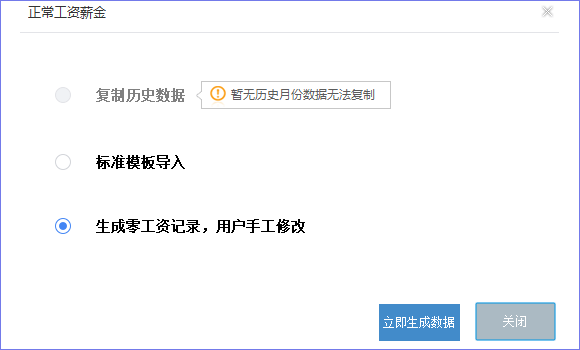 正常工资薪金
复制历史数据
暂无历史月份数据无法复制
标准模板导入
生成零工资记录，用户手工修改
立即生成数据
关闭